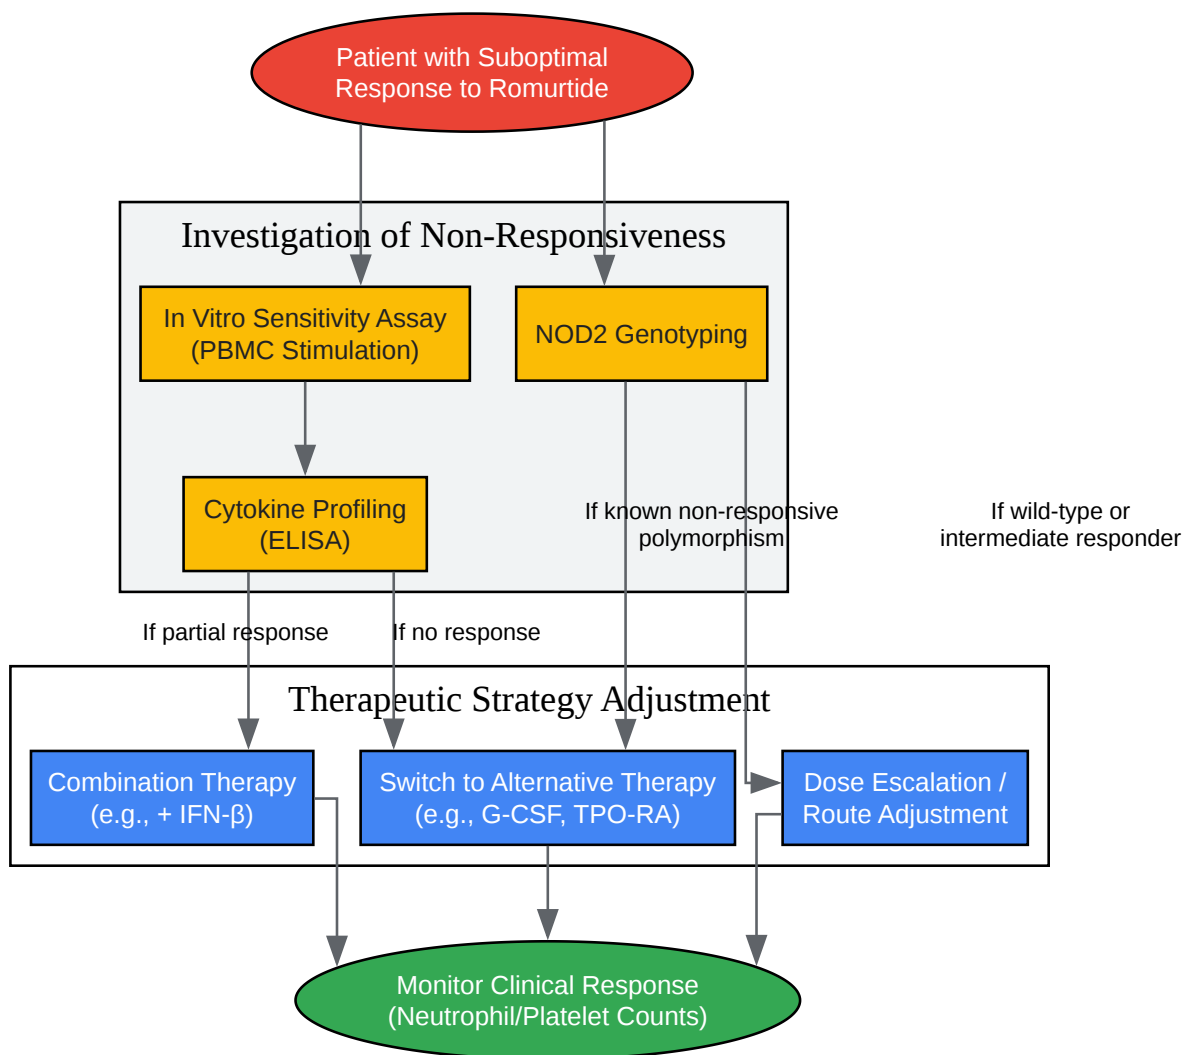 Patient with Suboptimal
Response to Romurtide
Investigation of Non-Responsiveness
In Vitro Sensitivity Assay
(PBMC Stimulation)
NOD2 Genotyping
Cytokine Profiling
(ELISA)
If known non-responsive
polymorphism
If wild-type or
intermediate responder
If partial response
If no response
Therapeutic Strategy Adjustment
Combination Therapy
(e.g., + IFN-β)
Switch to Alternative Therapy
(e.g., G-CSF, TPO-RA)
Dose Escalation /
Route Adjustment
Monitor Clinical Response
(Neutrophil/Platelet Counts)